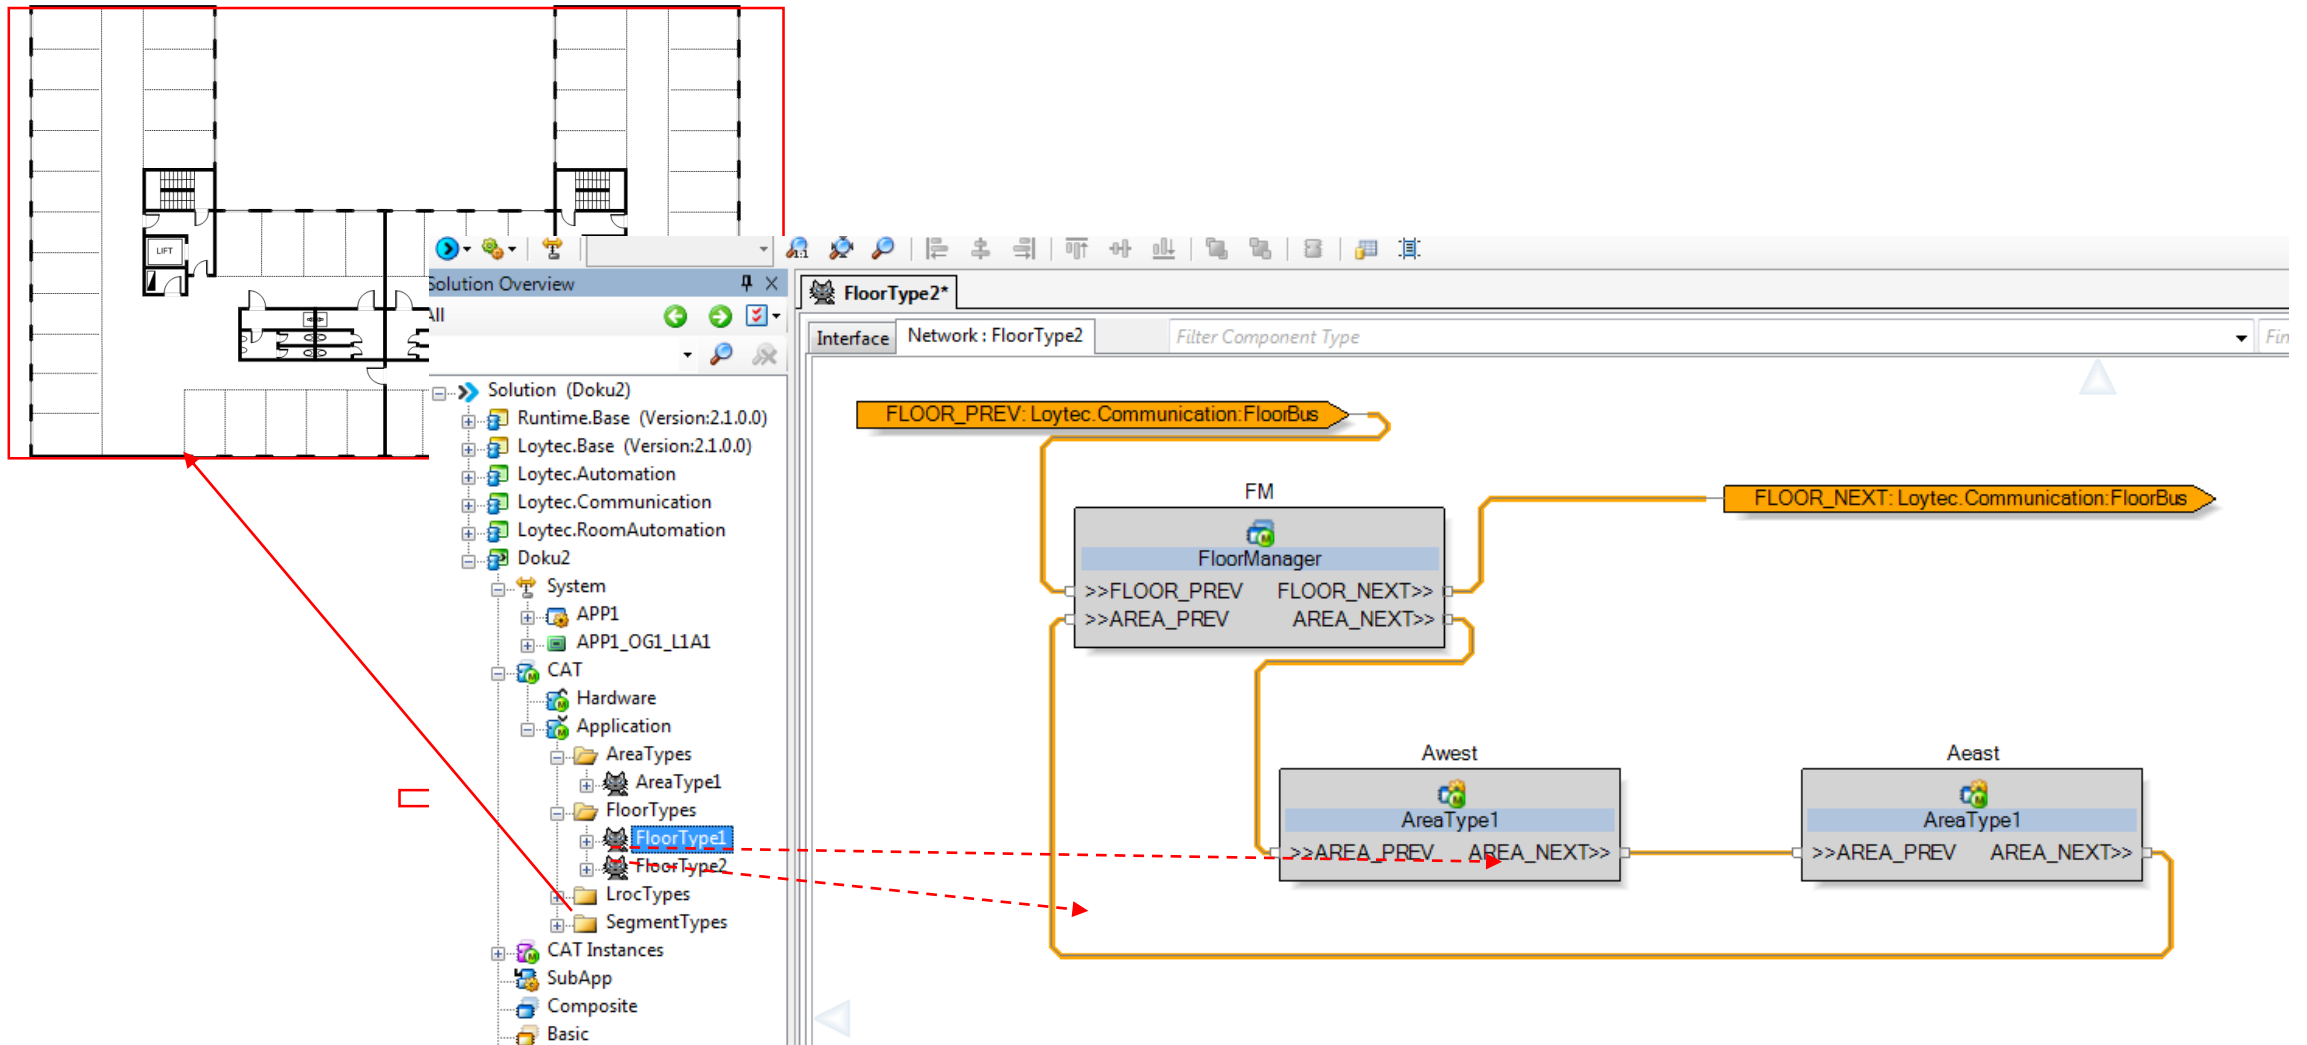 LIFT
1:1
Solution Overview
All
FloorType2*
Interface
Network : FloorType2
Filter Component Type
Fin
Solution (Doku2)
Runtime.Base (Version:2.1.0.0)
Loytec.Base (Version:2.1.0.0)
Loytec.Automation
Loytec.Communication
Loytec.RoomAutomation
Doku2
System
APP1
APP1_OG1_L1A1
CAT
Hardware
Application
AreaTypes
AreaType1
FloorTypes
FloorType1
FloorType2
LrocTypes
SegmentTypes
CAT Instances
SubApp
Composite
Basic
FLOOR_PREV: Loytec.Communication:FloorBus
FLOOR_NEXT: Loytec.Communication:FloorBus
FM
FloorManager
>>FLOOR_PREV FLOOR_NEXT>>
>>AREA_PREV AREA_NEXT>>
Awest
AreaType1
>>AREA_PREV AREA_NEXT>>
Aeast
AreaType1
>>AREA_PREV AREA_NEXT>>